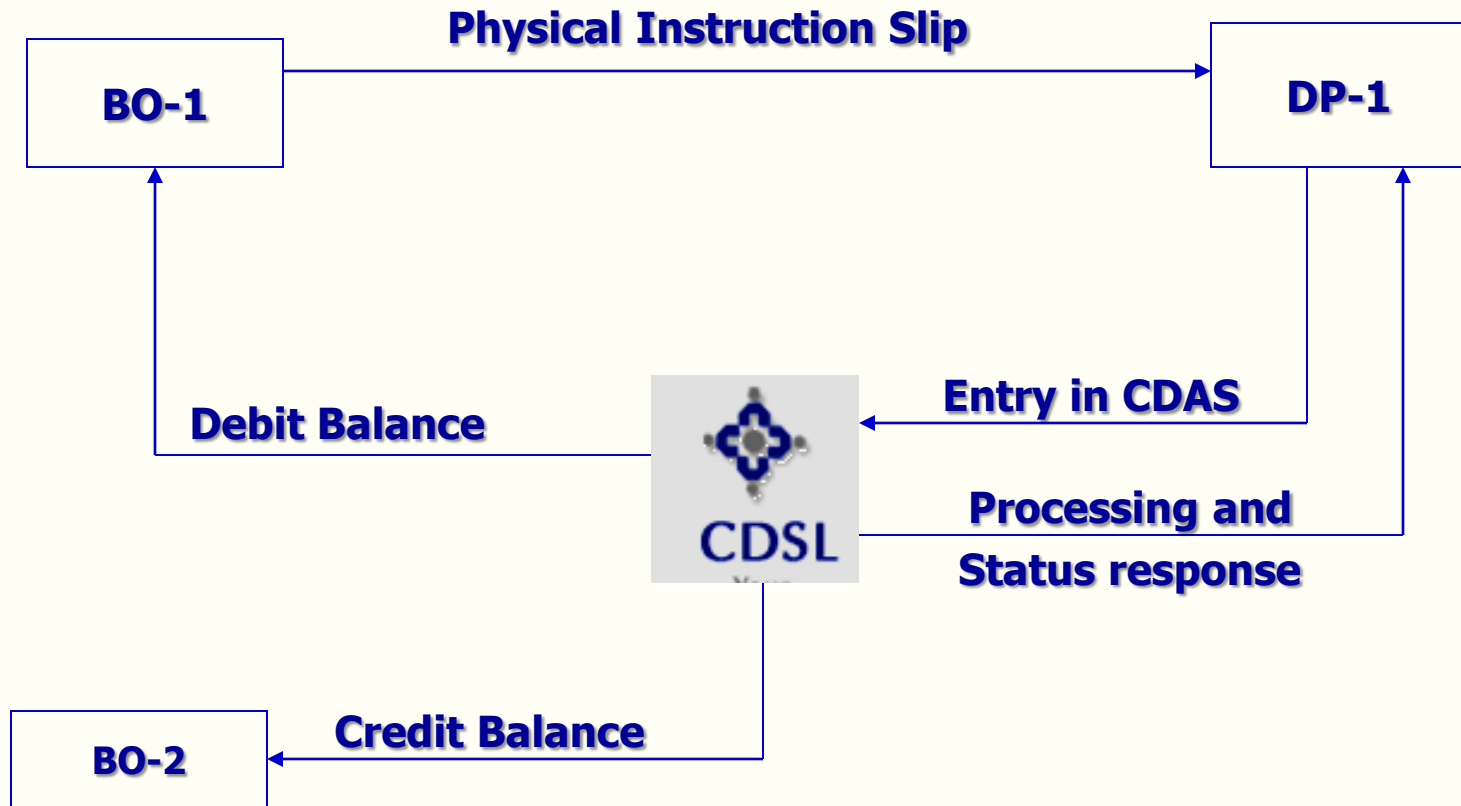 Physical Instruction Slip
BO-1
DP-1
Entry in CDAS
Debit Balance
Processing and
CDSL
Status response
Credit Balance
BO-2